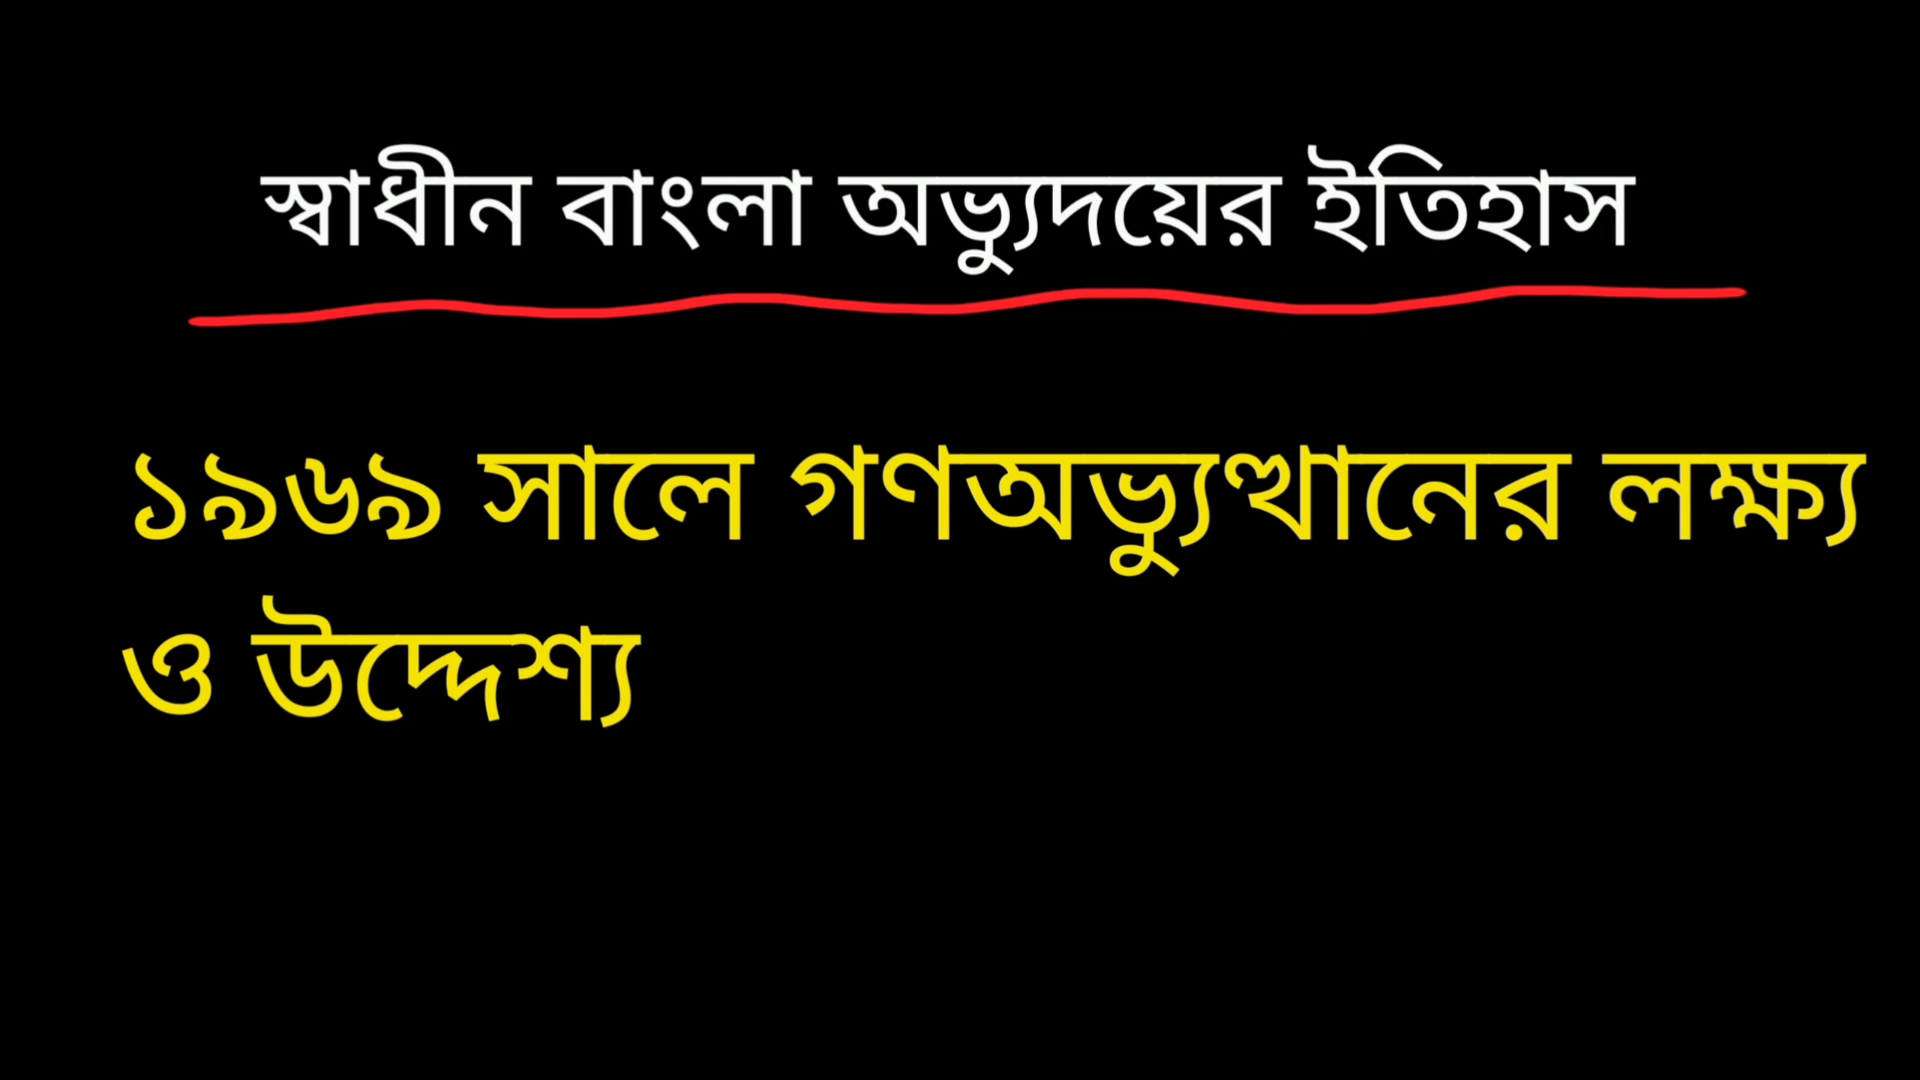 স্বাধীন বাংলা অভ্যুদয়ের ইতিহাস
১৯৬৯ সালে গণঅভ্যুত্থানের লক্ষ্য
ও উদ্দেশ্য